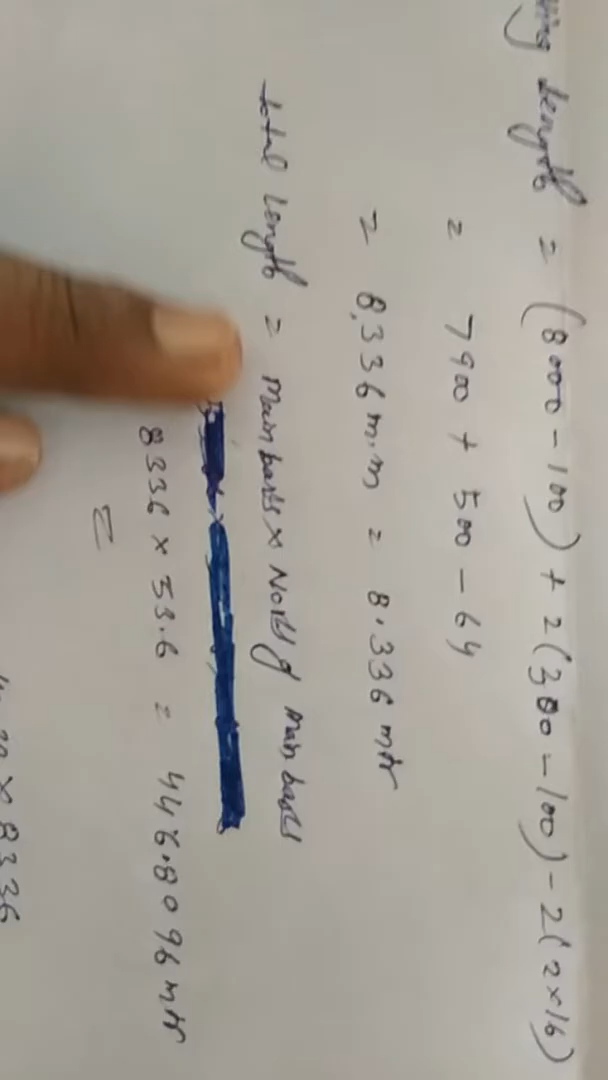 Length = (8000 - 100) + 2(300 - 100) - 2(2×16)
= 7900 + 500 - 64
= 8,336 m.m = 8.336 mtr
total Length = Main bars × No's of Main bars
8336 × 53.6 = 446.8096 mtr
=
× 8336